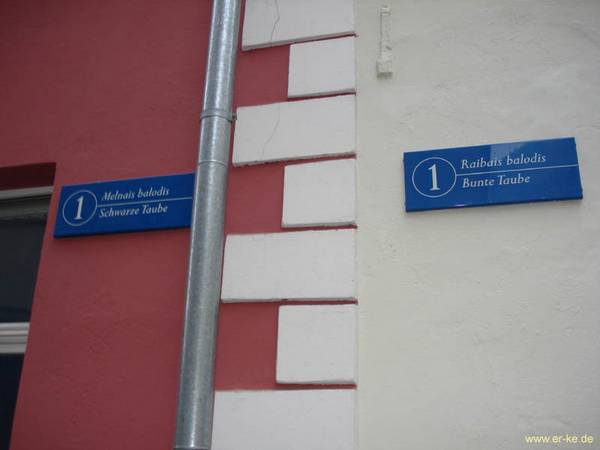 1
Melnais balodis
Schwarze Taube
1
Raibais balodis
Bunte Taube
www.er-ke.de